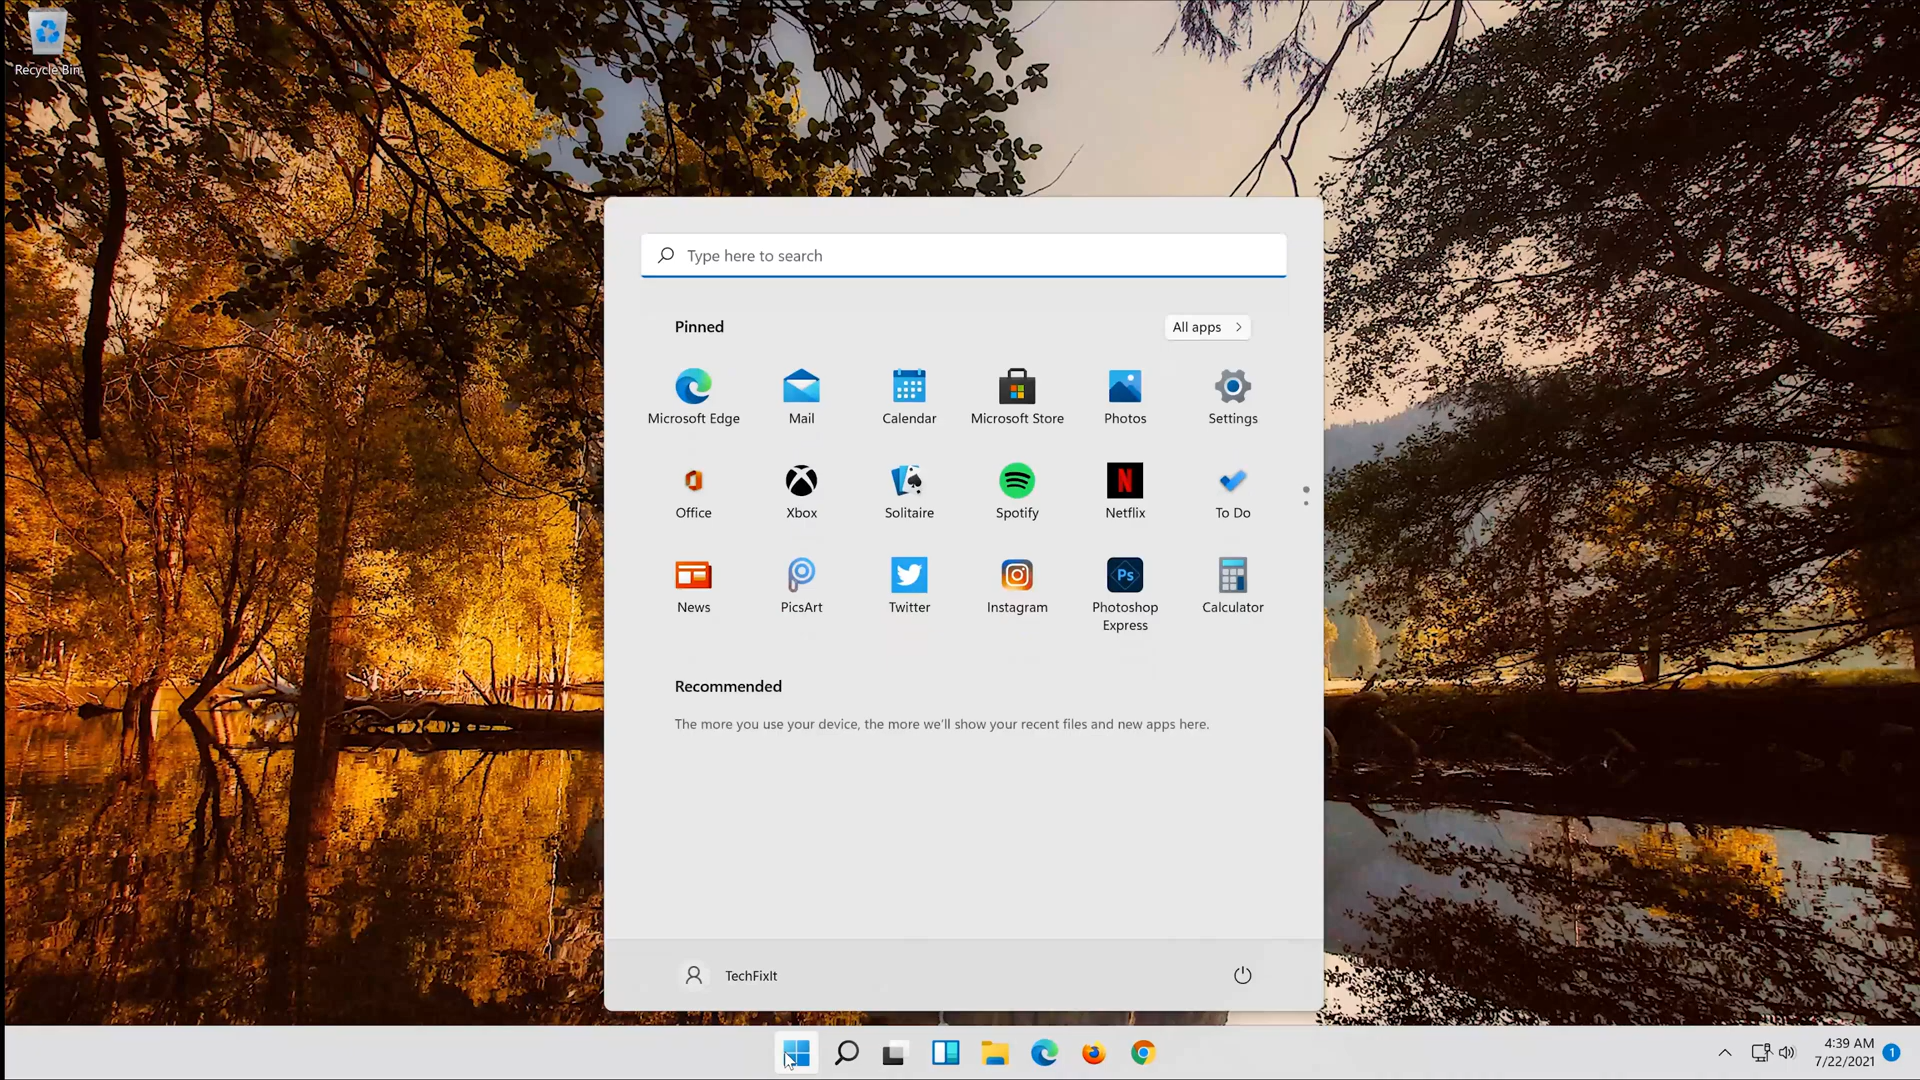 Recycle Bin
Type here to search
Pinned
All apps
Microsoft Edge
Mail
Calendar
Microsoft Store
Photos
Settings
Office
Xbox
Solitaire
Spotify
N
Netflix
To Do
News
PicsArt
Twitter
Instagram
Ps
Photoshop
Express
Calculator
Recommended
The more you use your device, the more we'll show your recent files and new apps here.
TechFixIt
4:39 AM
7/22/2021
1